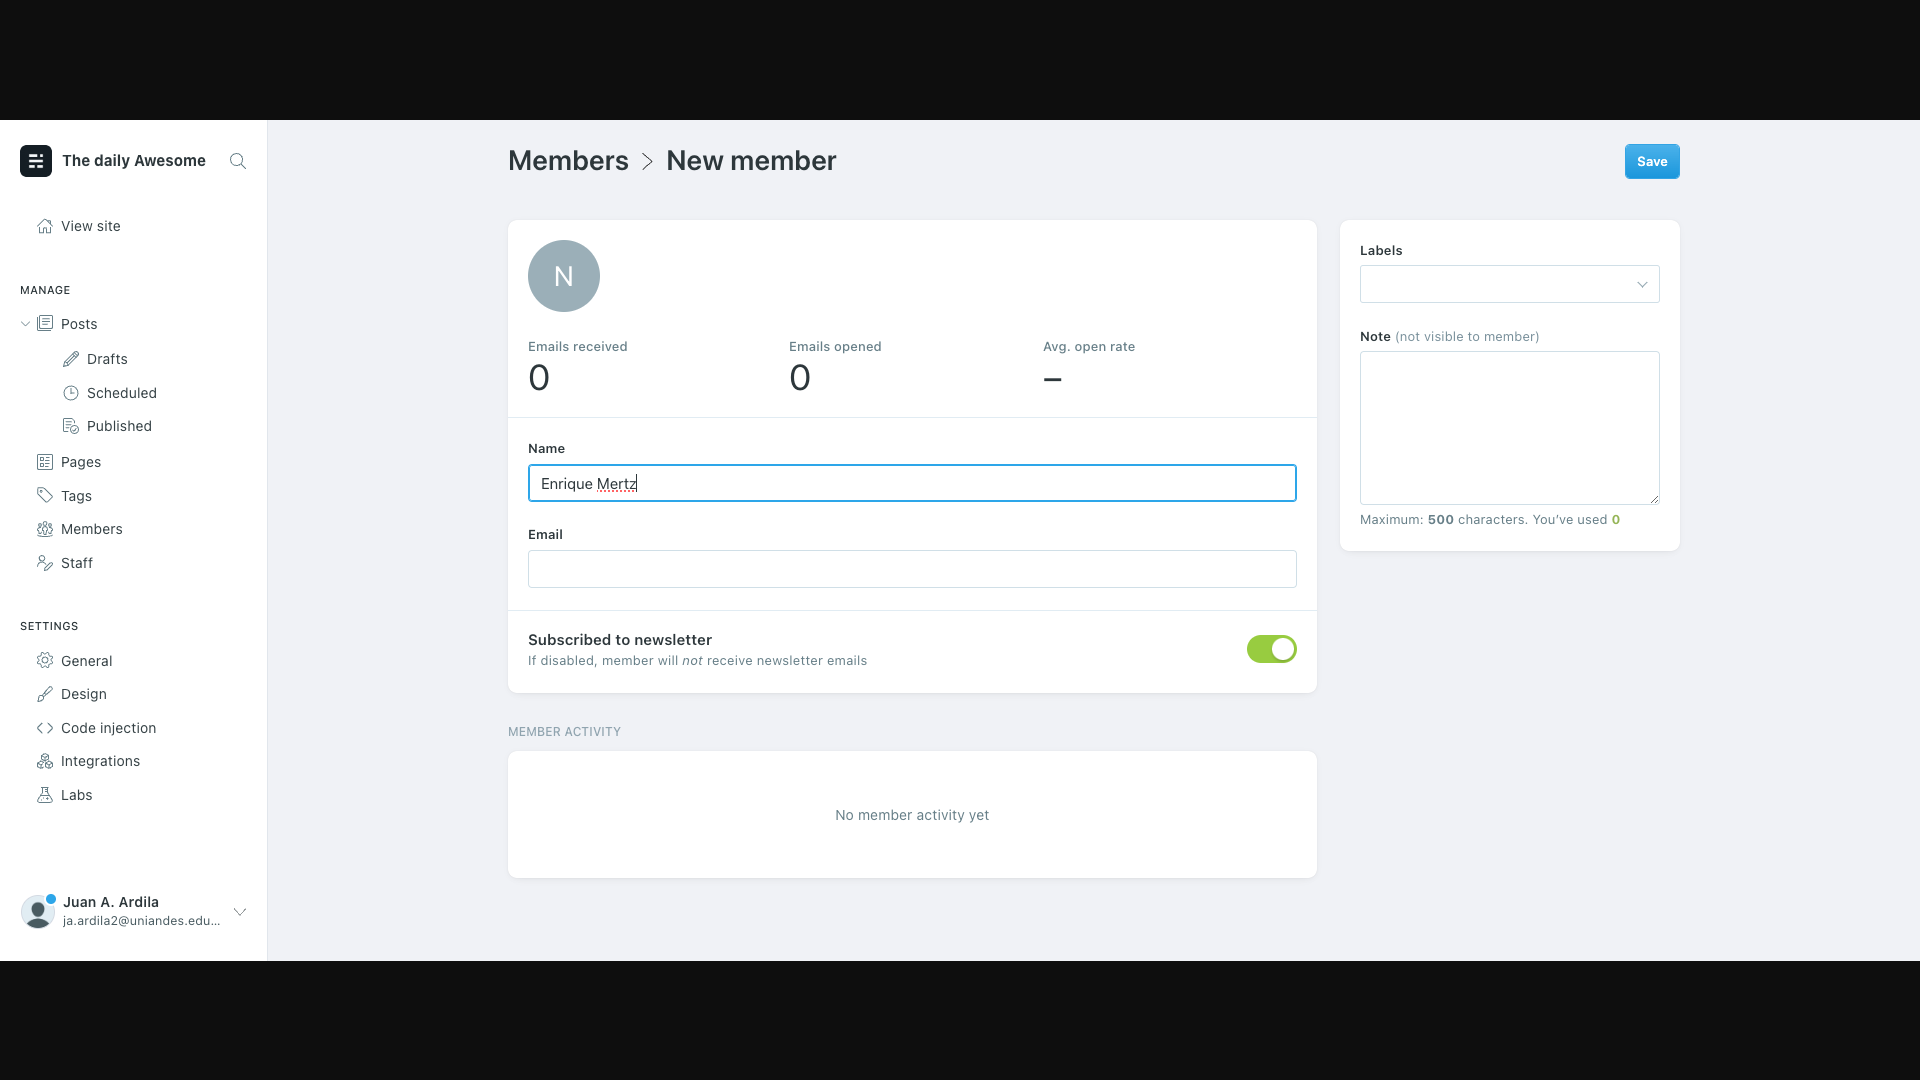 The daily Awesome
View site
MANAGE
Posts
Drafts
Scheduled
Published
Pages
Tags
Members
Staff
SETTINGS
General
Design
Code injection
Integrations
Labs
Juan A. Ardila
ja.ardila2@uniandes.edu...
Members > New member
Save
N
Emails received
0
Emails opened
0
Avg. open rate
–
Name
Enrique Mertz
Email
Subscribed to newsletter
If disabled, member will not receive newsletter emails
MEMBER ACTIVITY
No member activity yet
Labels
Note (not visible to member)
Maximum: 500 characters. You've used 0